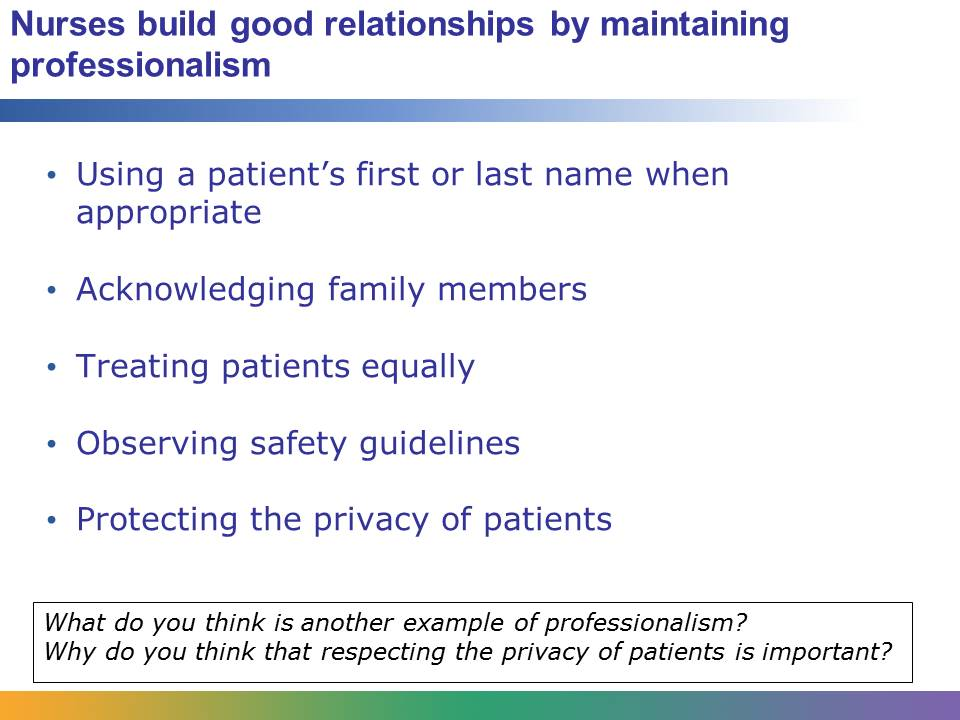 Nurses build good relationships by maintaining
professionalism
• Using a patient’s first or last name when
appropriate
• Acknowledging family members
• Treating patients equally
• Observing safety guidelines
• Protecting the privacy of patients
What do you think is another example of professionalism?
Why do you think that respecting the privacy of patients is important?